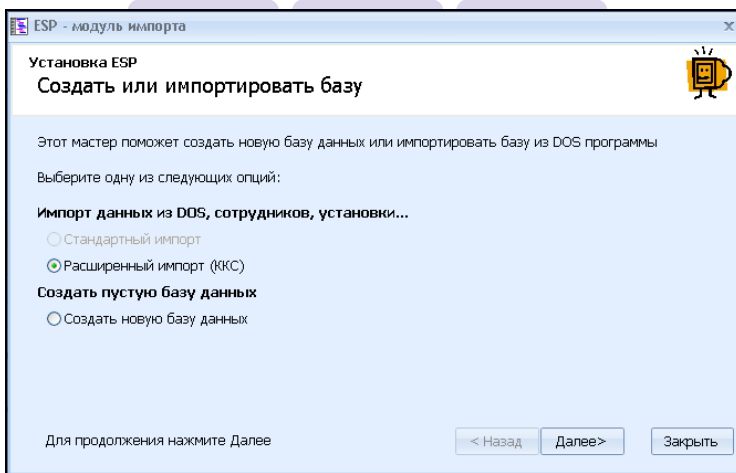 ESP - модуль импорта
x
Установка ESP
Создать или импортировать базу
Этот мастер поможет создать новую базу данных или импортировать базу из DOS программы
Выберите одну из следующих опций:
Импорт данных из DOS, сотрудников, установки...
Стандартный импорт
Расширенный импорт (ККС)
Создать пустую базу данных
Создать новую базу данных
Для продолжения нажмите Далее
< Назад
Далее>
Закрыть